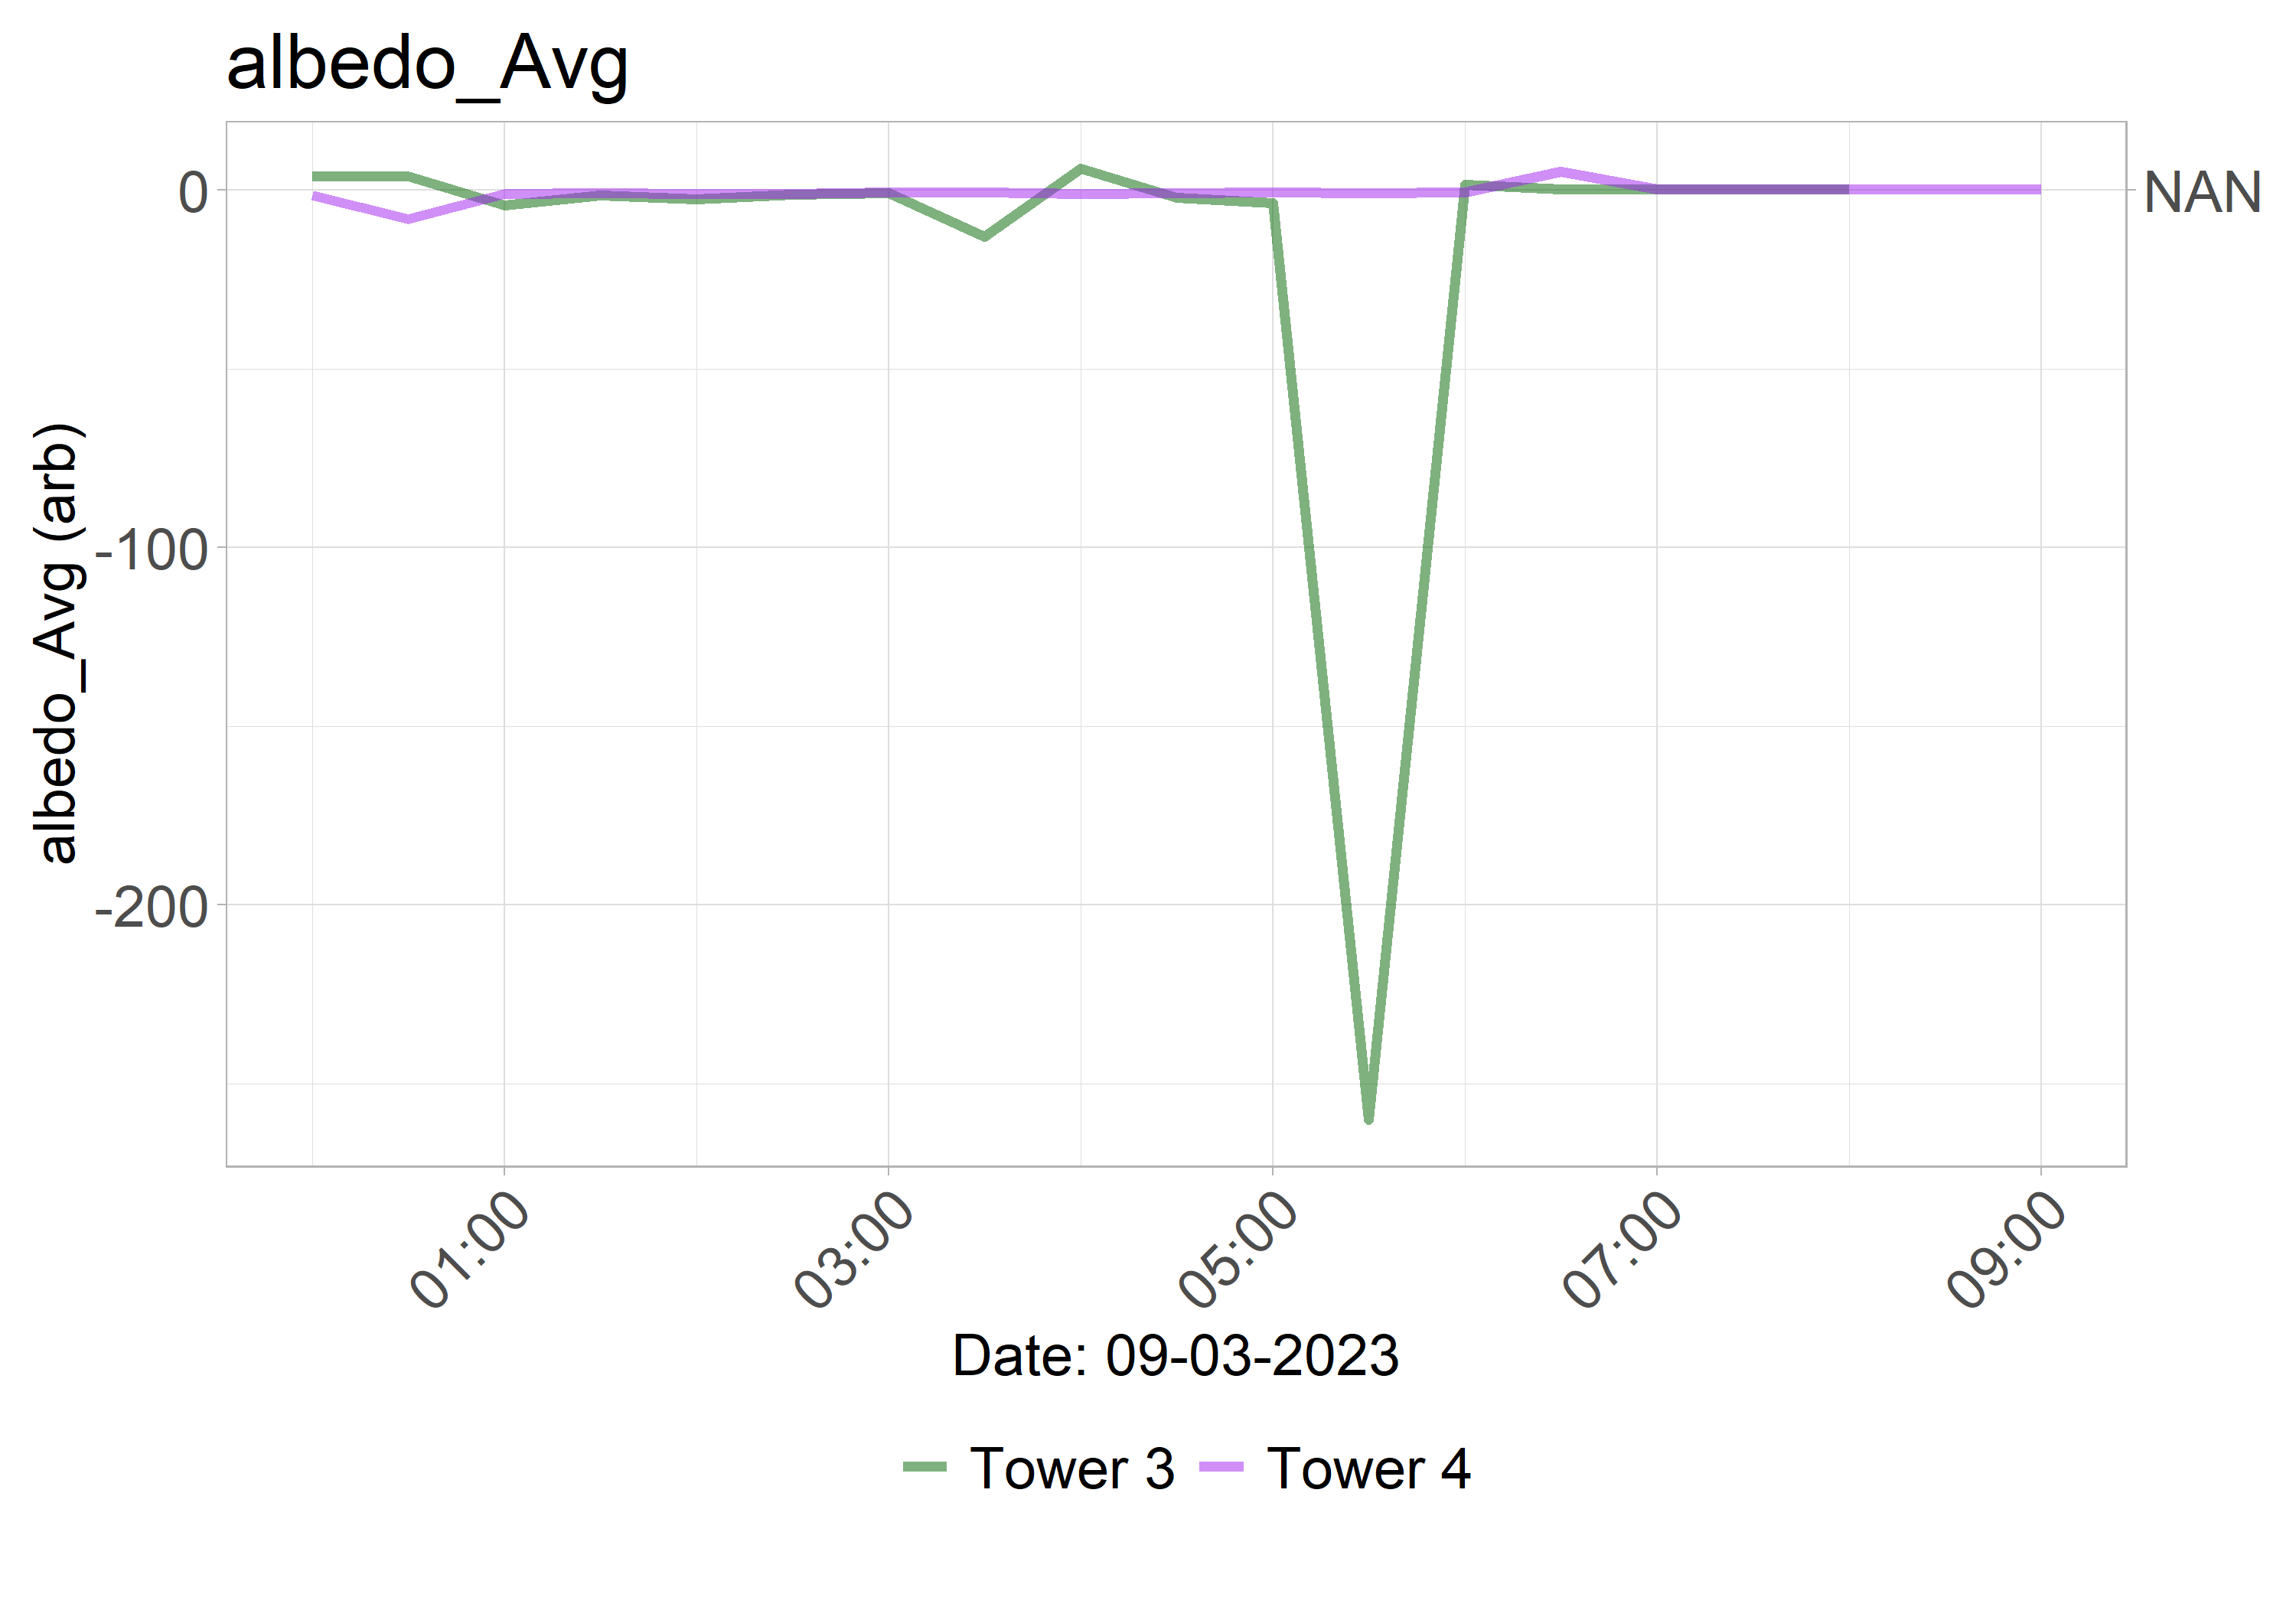 albedo_Avg
albedo_Avg (arb)
0
-100
-200
NAN
01:00
03:00
05:00
07:00
09:00
Date: 09-03-2023
Tower 3
Tower 4